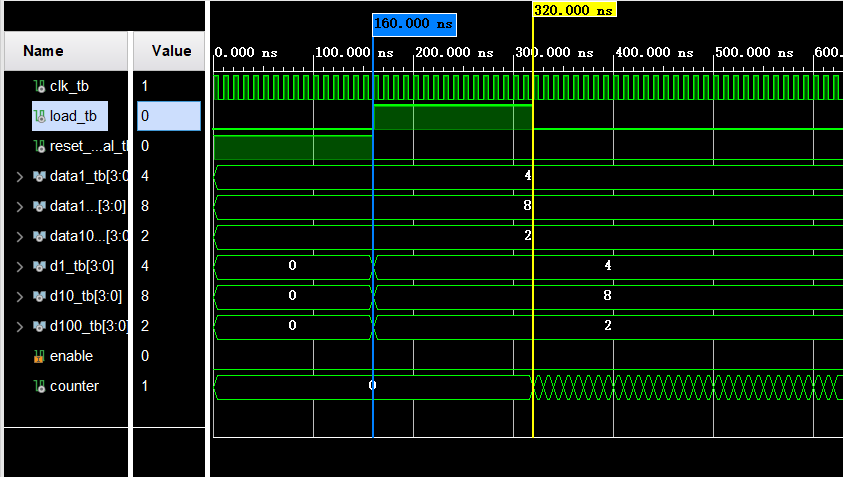 320.000 ns
160.000 ns
Name Value 0.000 ns 100.000 ns 200.000 ns 300.000 ns 400.000 ns 500.000 ns 600.
clk_tb 1
load_tb 0
reset_...al_tl 0
data1_tb[3:0 4 4
data1...[3:0] 8 8
data10...[3:0 2 2
d1_tb[3:0] 4 0 4
d10_tb[3:0] 8 0 8
d100_tb[3:0] 2 0 2
enable 0
counter 1 0